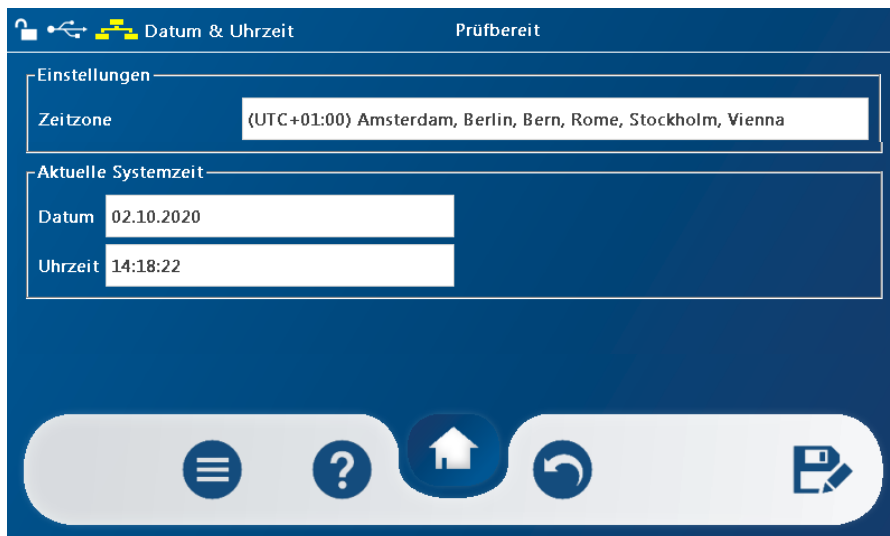 Datum & Uhrzeit Prüfbereit
Einstellungen
Zeitzone (UTC+01:00) Amsterdam, Berlin, Bern, Rome, Stockholm, Vienna
Aktuelle Systemzeit
Datum 02.10.2020
Uhrzeit 14:18:22